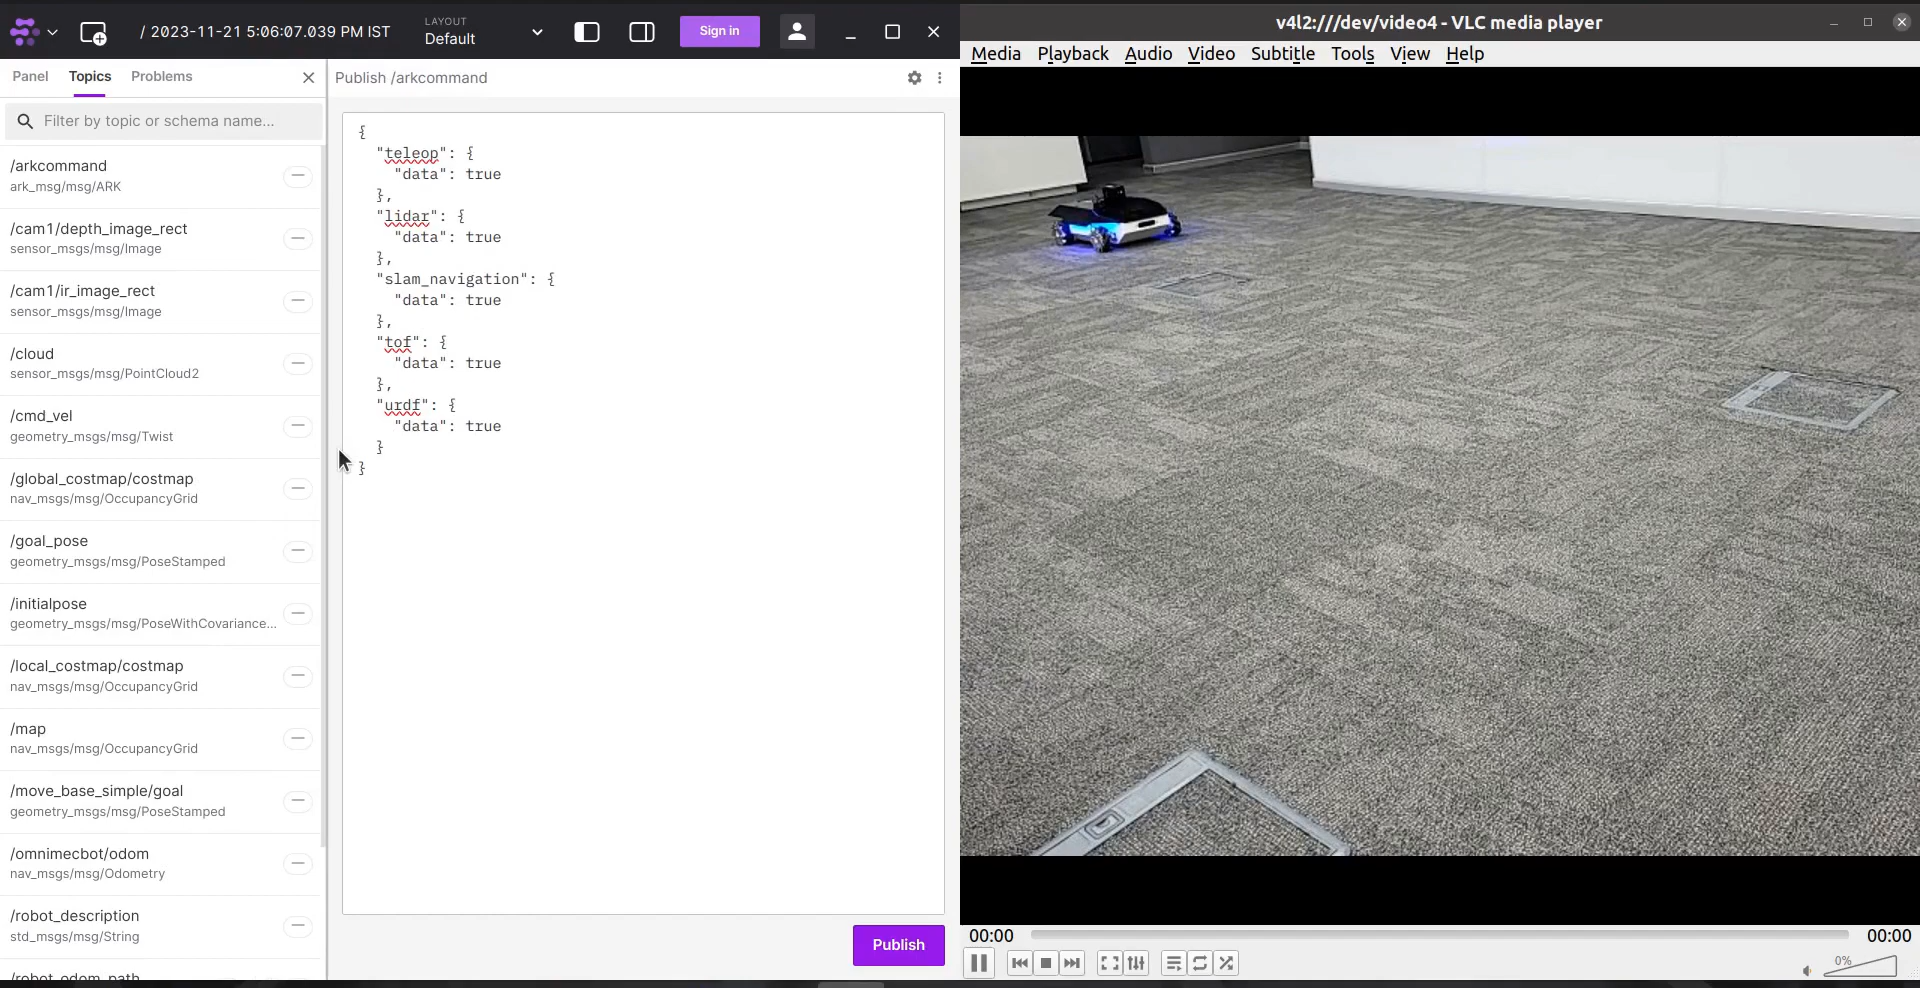 / 2023-11-21 5:06:07.039 PM IST
LAYOUT
Default
Sign in
Panel
Topics
Problems
Filter by topic or schema name...
/arkcommand
ark_msg/msg/ARK
/cam1/depth_image_rect
sensor_msgs/msg/Image
/cam1/ir_image_rect
sensor_msgs/msg/Image
/cloud
sensor_msgs/msg/PointCloud2
/cmd_vel
geometry_msgs/msg/Twist
/global_costmap/costmap
nav_msgs/msg/OccupancyGrid
/goal_pose
geometry_msgs/msg/PoseStamped
/initialpose
geometry_msgs/msg/PoseWithCovariance...
/local_costmap/costmap
nav_msgs/msg/OccupancyGrid
/map
nav_msgs/msg/OccupancyGrid
/move_base_simple/goal
geometry_msgs/msg/PoseStamped
/omnimecbot/odom
nav_msgs/msg/Odometry
/robot_description
std_msgs/msg/String
/robot_odom_path
Publish /arkcommand
{
"teleop": {
"data": true
},
"lidar": {
"data": true
},
"slam_navigation": {
"data": true
},
"tof": {
"data": true
},
"urdf": {
"data": true
}
}
Publish
v4l2:///dev/video4 - VLC media player
Media Playback Audio Video Subtitle Tools View Help
00:00
00:00
0%